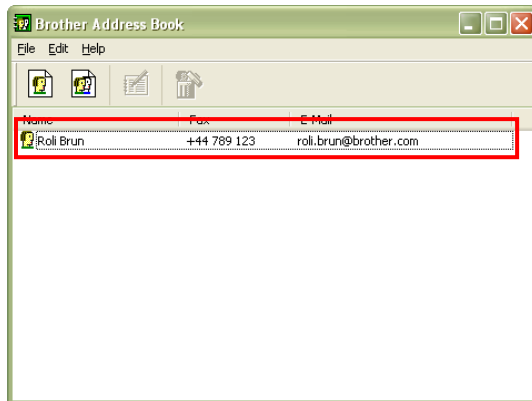 Brother Address Book
File Edit Help
Name Fax E-Mail
Roli Brun +44 789 123 roli.brun@brother.com